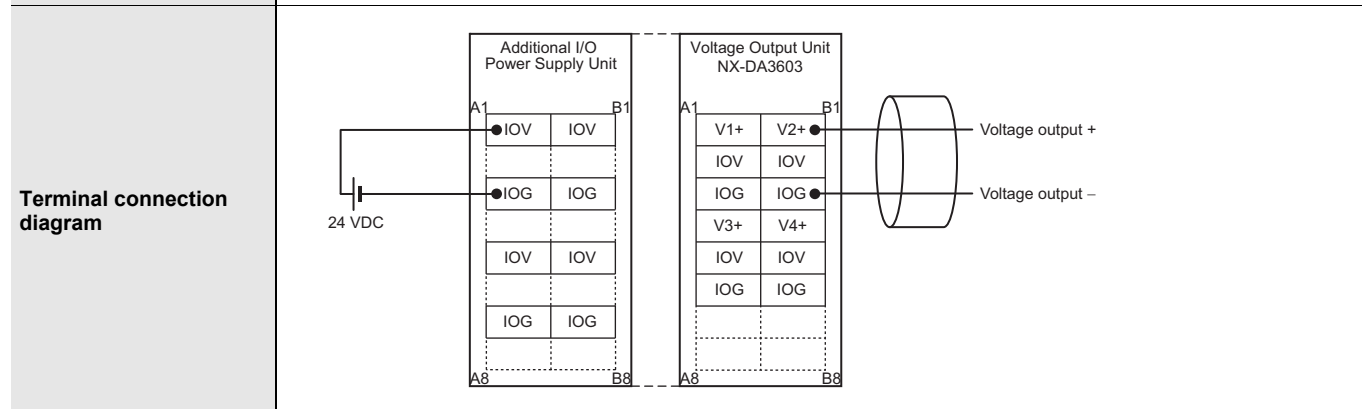 Terminal connection
diagram
24 VDC
Additional I/O
Power Supply Unit
A1 B1
IOV IOV
IOG IOG
IOV IOV
IOG IOG
A8 B8
Voltage Output Unit
NX-DA3603
A1 B1
V1+ V2+
IOV IOV
IOG IOG
V3+ V4+
IOV IOV
IOG IOG
A8 B8
Voltage output +
Voltage output –